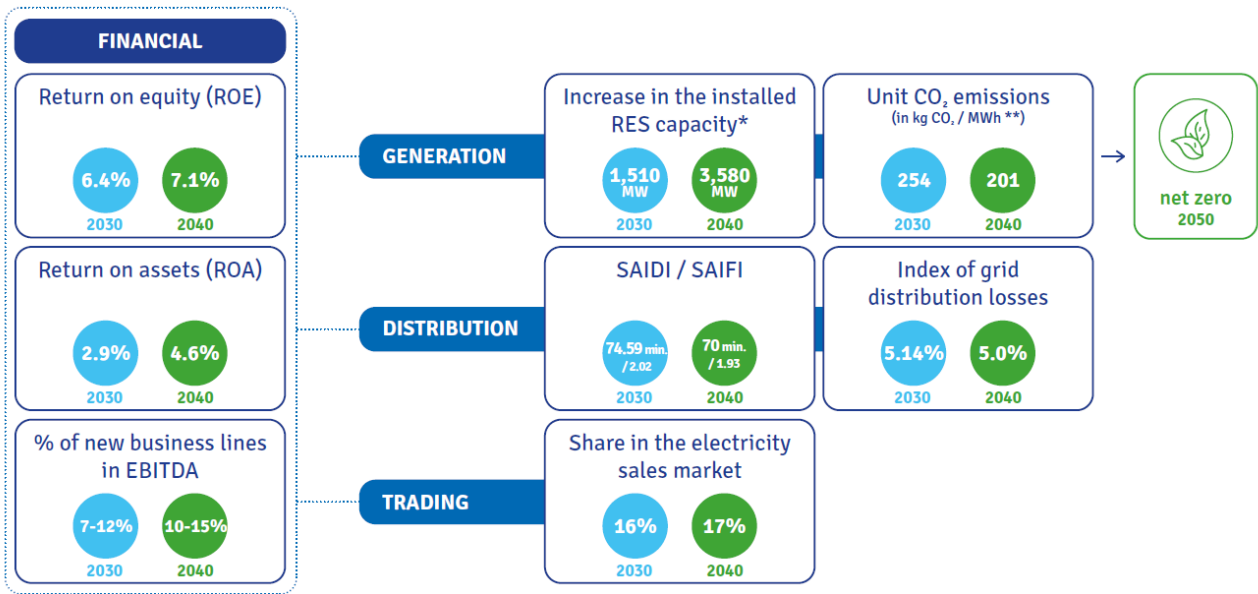 FINANCIAL
Return on equity (ROE)
6.4%
7.1%
2030
2040
Return on assets (ROA)
2.9%
4.6%
2030
2040
% of new business lines
in EBITDA
7-12%
10-15%
2030
2040
GENERATION
Increase in the installed
RES capacity*
1,510
MW
3,580
MW
2030
2040
Unit CO₂ emissions
(in kg CO₂ / MWh **)
254
201
2030
2040
net zero
2050
DISTRIBUTION
SAIDI / SAIFI
74.59 min.
/ 2.02
70 min.
/ 1.93
2030
2040
Index of grid
distribution losses
5.14%
5.0%
2030
2040
TRADING
Share in the electricity
sales market
16%
17%
2030
2040